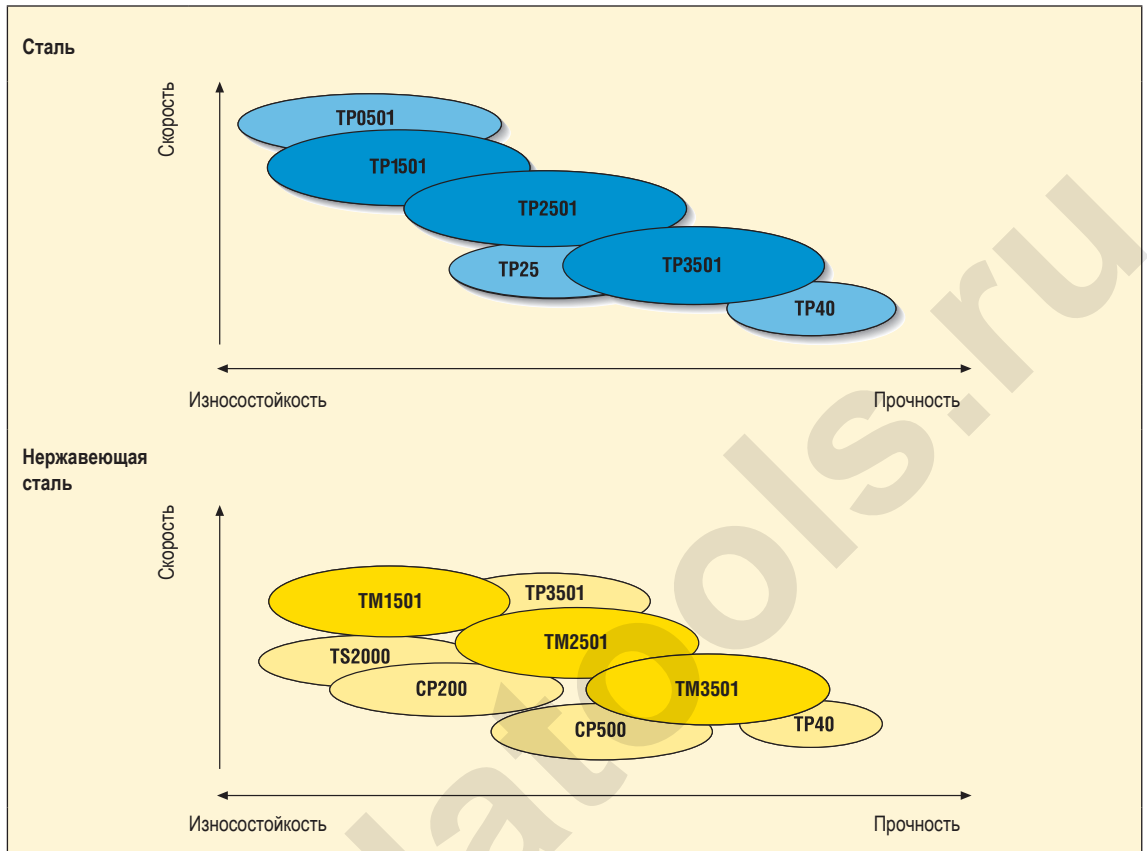 Сталь
Скорость
TP0501
TP1501
TP2501
TP25
TP3501
TP40
Износостойкость
Прочность
Нержавеющая
сталь
Скорость
TM1501
TP3501
TM2501
TS2000
CP200
TM3501
CP500
TP40
Износостойкость
Прочность
latools.ru